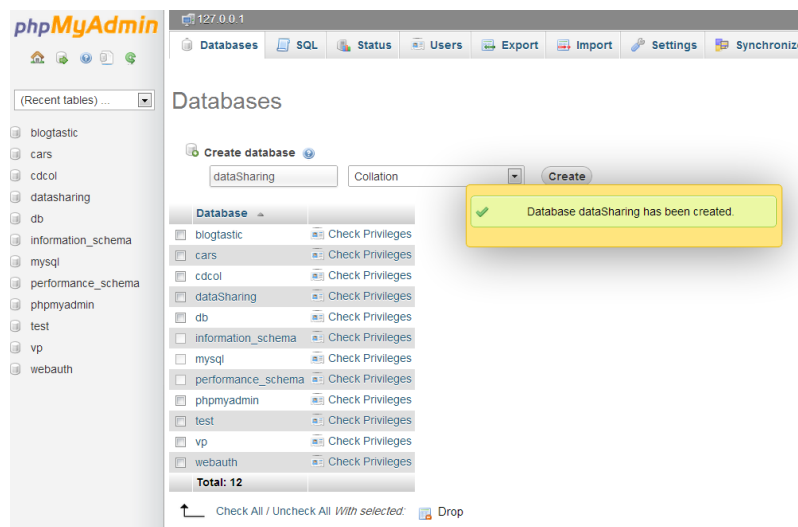 phpMyAdmin
(Recent tables) ...
blogtastic
cars
cdcol
datasharing
db
information_schema
mysql
performance_schema
phpmyadmin
test
vp
webauth
127.0.0.1
Databases SQL Status Users Export Import Settings Synchronize
Databases
Create database
dataSharing Collation Create
Database dataSharing has been created.
Database
blogtastic Check Privileges
cars Check Privileges
cdcol Check Privileges
dataSharing Check Privileges
db Check Privileges
information_schema Check Privileges
mysql Check Privileges
performance_schema Check Privileges
phpmyadmin Check Privileges
test Check Privileges
vp Check Privileges
webauth Check Privileges
Total: 12
Check All / Uncheck All With selected: Drop